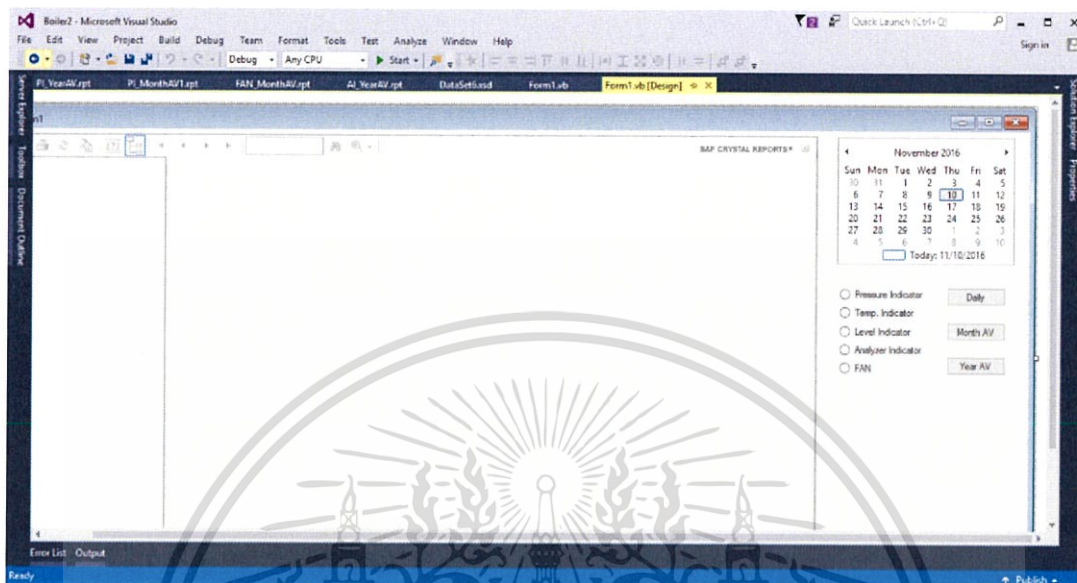 Boiler2 - Microsoft Visual Studio
Quick Launch (Ctrl+Q)
File Edit View Project Build Debug Team Format Tools Test Analyze Window Help
Sign in
Debug Any CPU Start
PI_YearAV.rpt PI_MonthAV1.rpt FAN_MonthAV.rpt AI_YearAV.rpt DataSet6.xsd Form1.vb Form1.vb [Design]
Server Explorer
Toolbox
Document Outline
Solution Explorer
Properties
SAP CRYSTAL REPORTS
November 2016
Sun Mon Tue Wed Thu Fri Sat
30 31 1 2 3 4 5
6 7 8 9 10 11 12
13 14 15 16 17 18 19
20 21 22 23 24 25 26
27 28 29 30 1 2 3
4 5 6 7 8 9 10
Today: 11/10/2016
Pressure Indicator
Daily
Temp. Indicator
Level Indicator
Month AV
Analyzer Indicator
FAN
Year AV
Error List Output
Ready
Publish